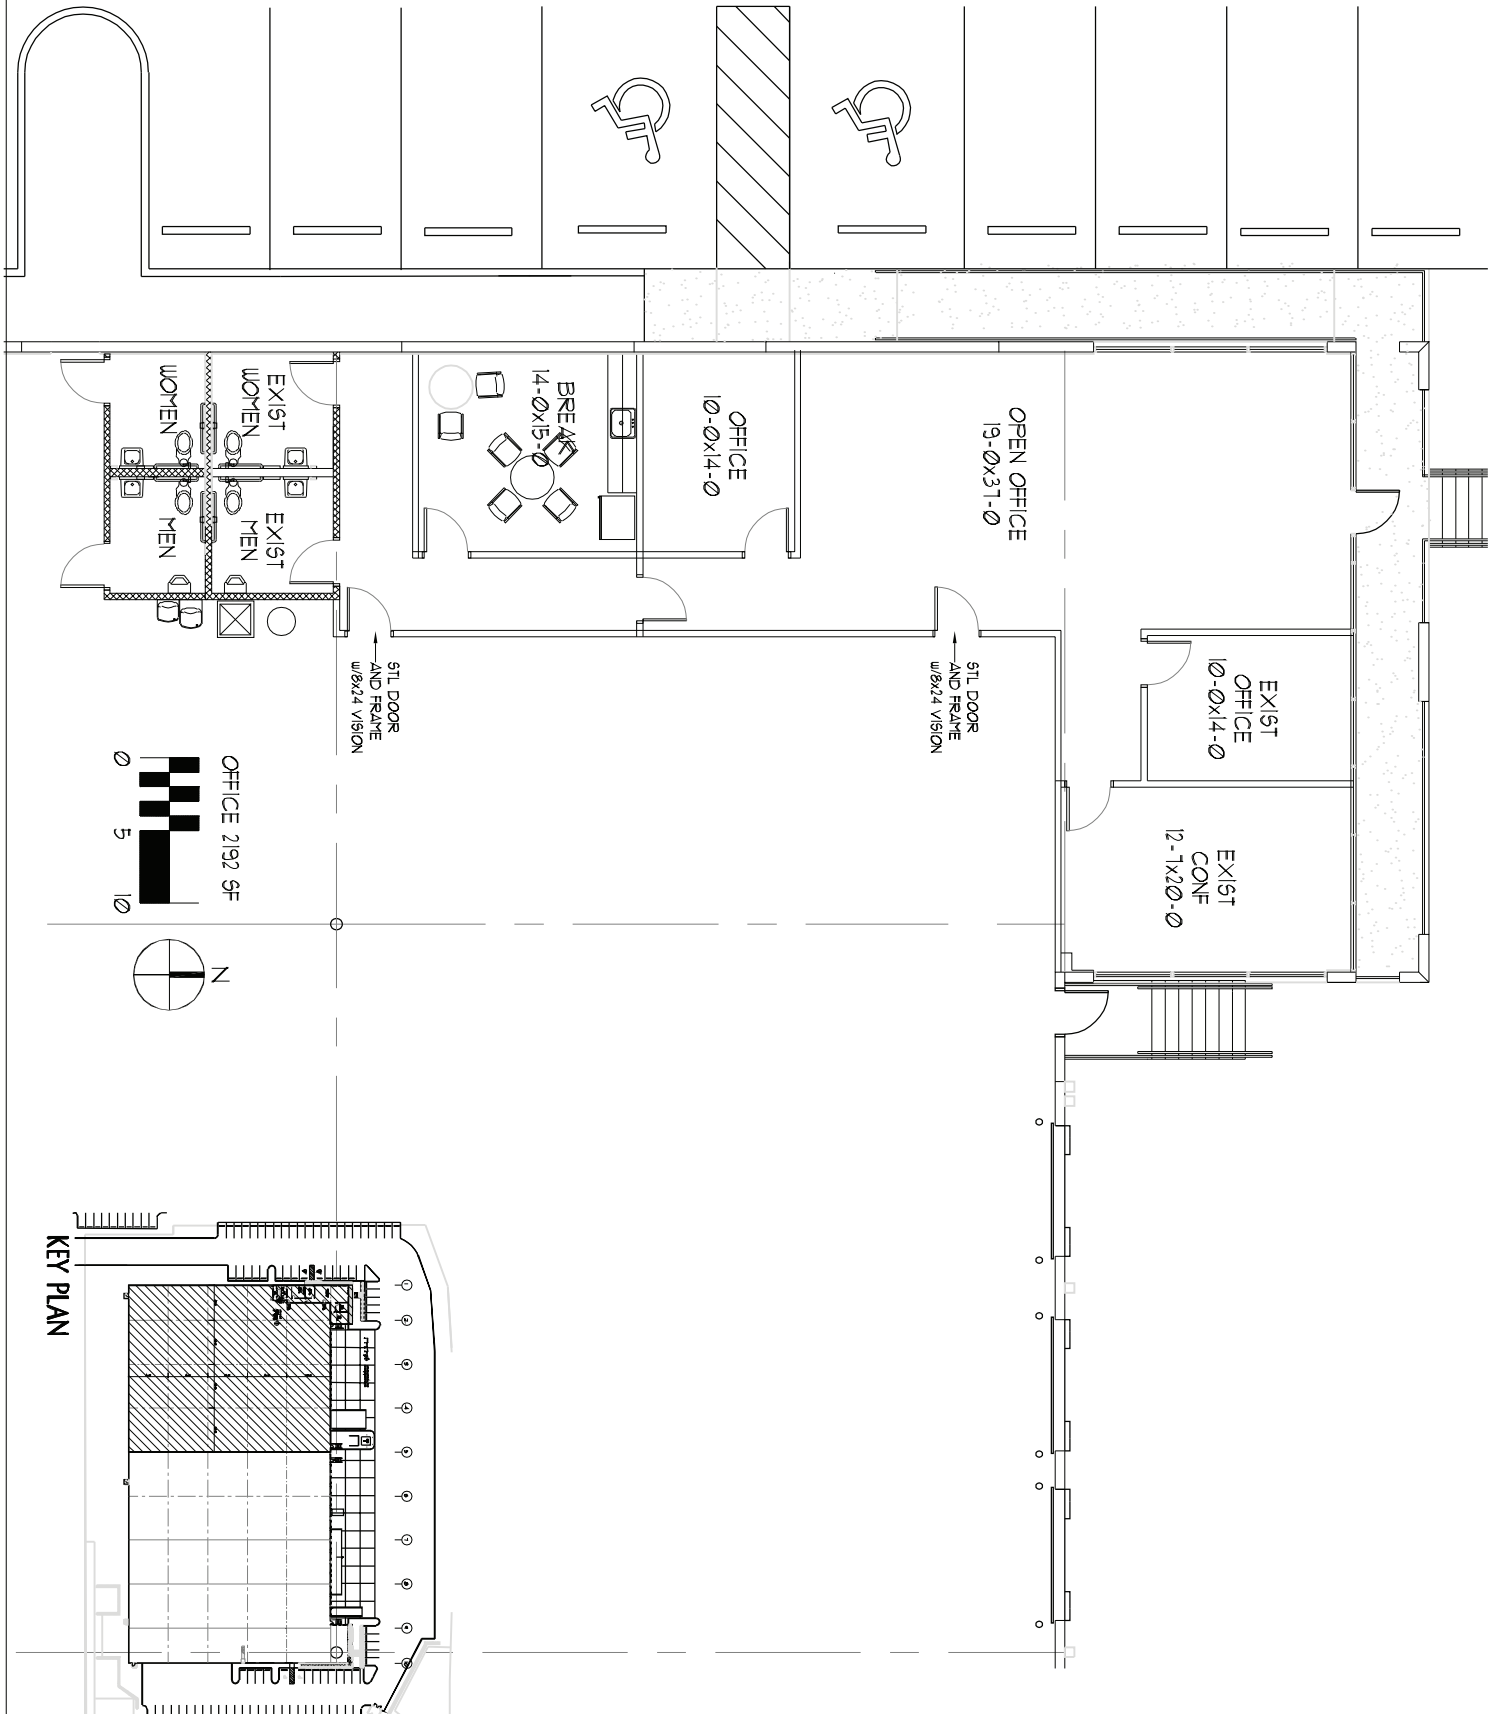 EXIST
OFFICE
10-0x14-0
EXIST
CONF
12-7x20-0
OPEN OFFICE
19-0x37-0
STL DOOR
AND FRAME
w/8x24 VISION
OFFICE
10-0x14-0
BREAK
14-0x15-0
STL DOOR
AND FRAME
w/8x24 VISION
EXIST
WOMEN
EXIST
MEN
WOMEN
MEN
OFFICE 2192 SF
0 5 10
N
KEY PLAN